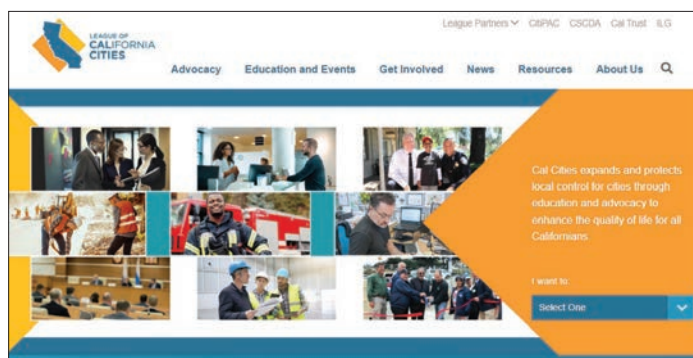 League Partners CitiPAC CSCDA Cal Trust ILG
LEAGUE OF
CALIFORNIA
CITIES
Advocacy Education and Events Get Involved News Resources About Us
Cal Cities expands and protects
local control for cities through
education and advocacy to
enhance the quality of life for all
Californians
I want to:
Select One